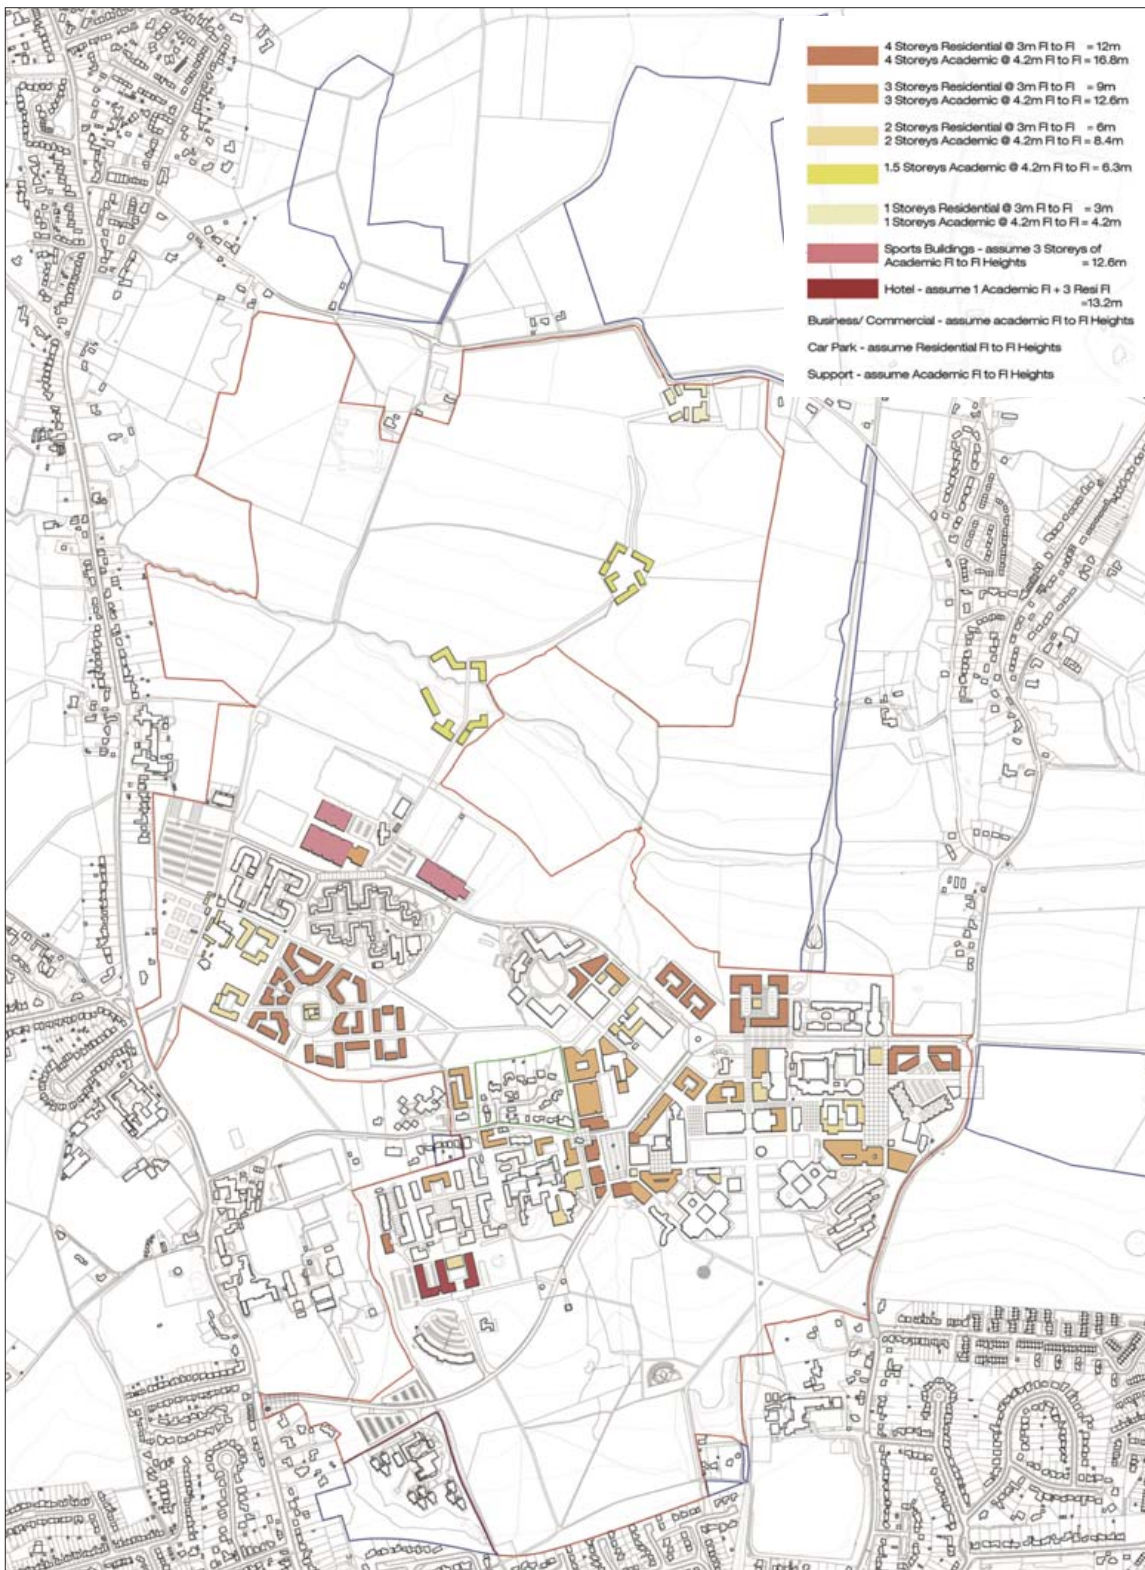 4 Storeys Residential @ 3m Fl to Fl = 12m
4 Storeys Academic @ 4.2m Fl to Fl = 16.8m
3 Storeys Residential @ 3m Fl to Fl = 9m
3 Storeys Academic @ 4.2m Fl to Fl = 12.6m
2 Storeys Residential @ 3m Fl to Fl = 6m
2 Storeys Academic @ 4.2m Fl to Fl = 8.4m
1.5 Storeys Academic @ 4.2m Fl to Fl = 6.3m
1 Storeys Residential @ 3m Fl to Fl = 3m
1 Storeys Academic @ 4.2m Fl to Fl = 4.2m
Sports Buildings - assume 3 Storeys of
Academic Fl to Fl Heights = 12.6m
Hotel - assume 1 Academic Fl + 3 Resi Fl
=13.2m
Business/ Commercial - assume academic Fl to Fl Heights
Car Park - assume Residential Fl to Fl Heights
Support - assume Academic Fl to Fl Heights